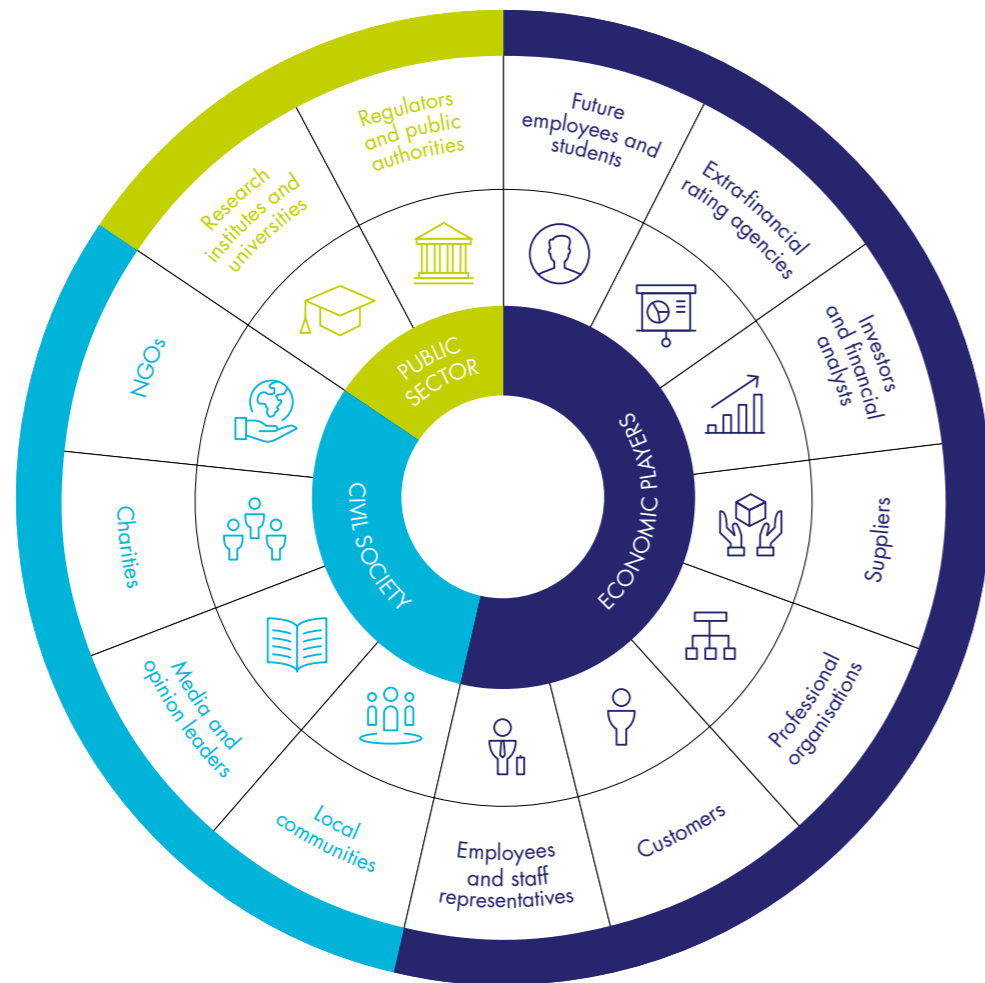 Regulators
and public
authorities
Future
employees and
students
Extra-financial
rating agencies
Investors
and financial
analysts
Suppliers
Professional
organisations
Customers
Employees
and staff
representatives
Local
communities
Media and
opinion leaders
Charities
NGOs
Research
institutes and
universities
PUBLIC
SECTOR
ECONOMIC PLAYERS
CIVIL SOCIETY